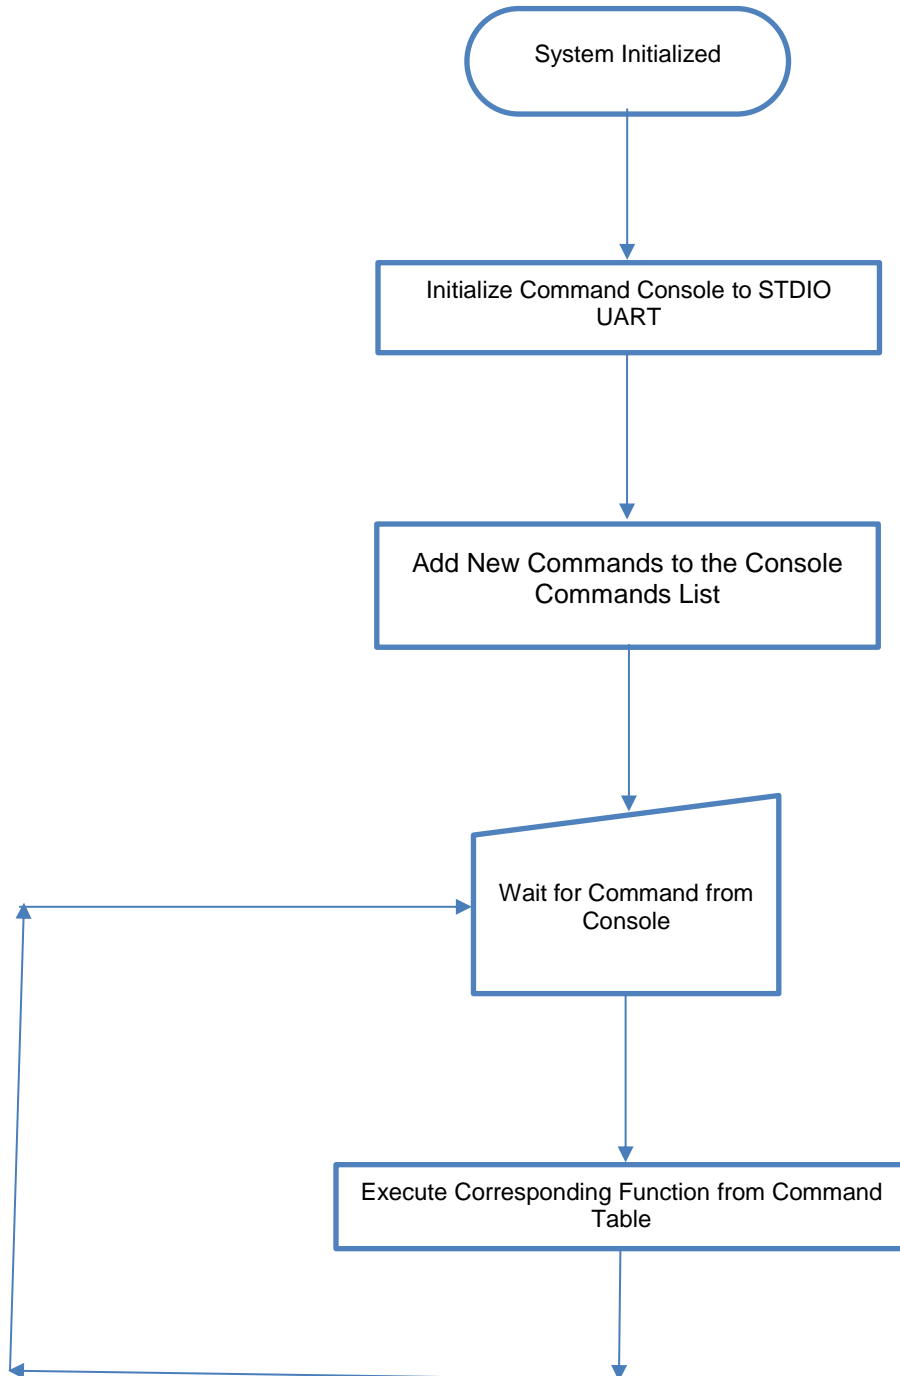 System Initialized
Initialize Command Console to STDIO
UART
Add New Commands to the Console
Commands List
Wait for Command from
Console
Execute Corresponding Function from Command
Table